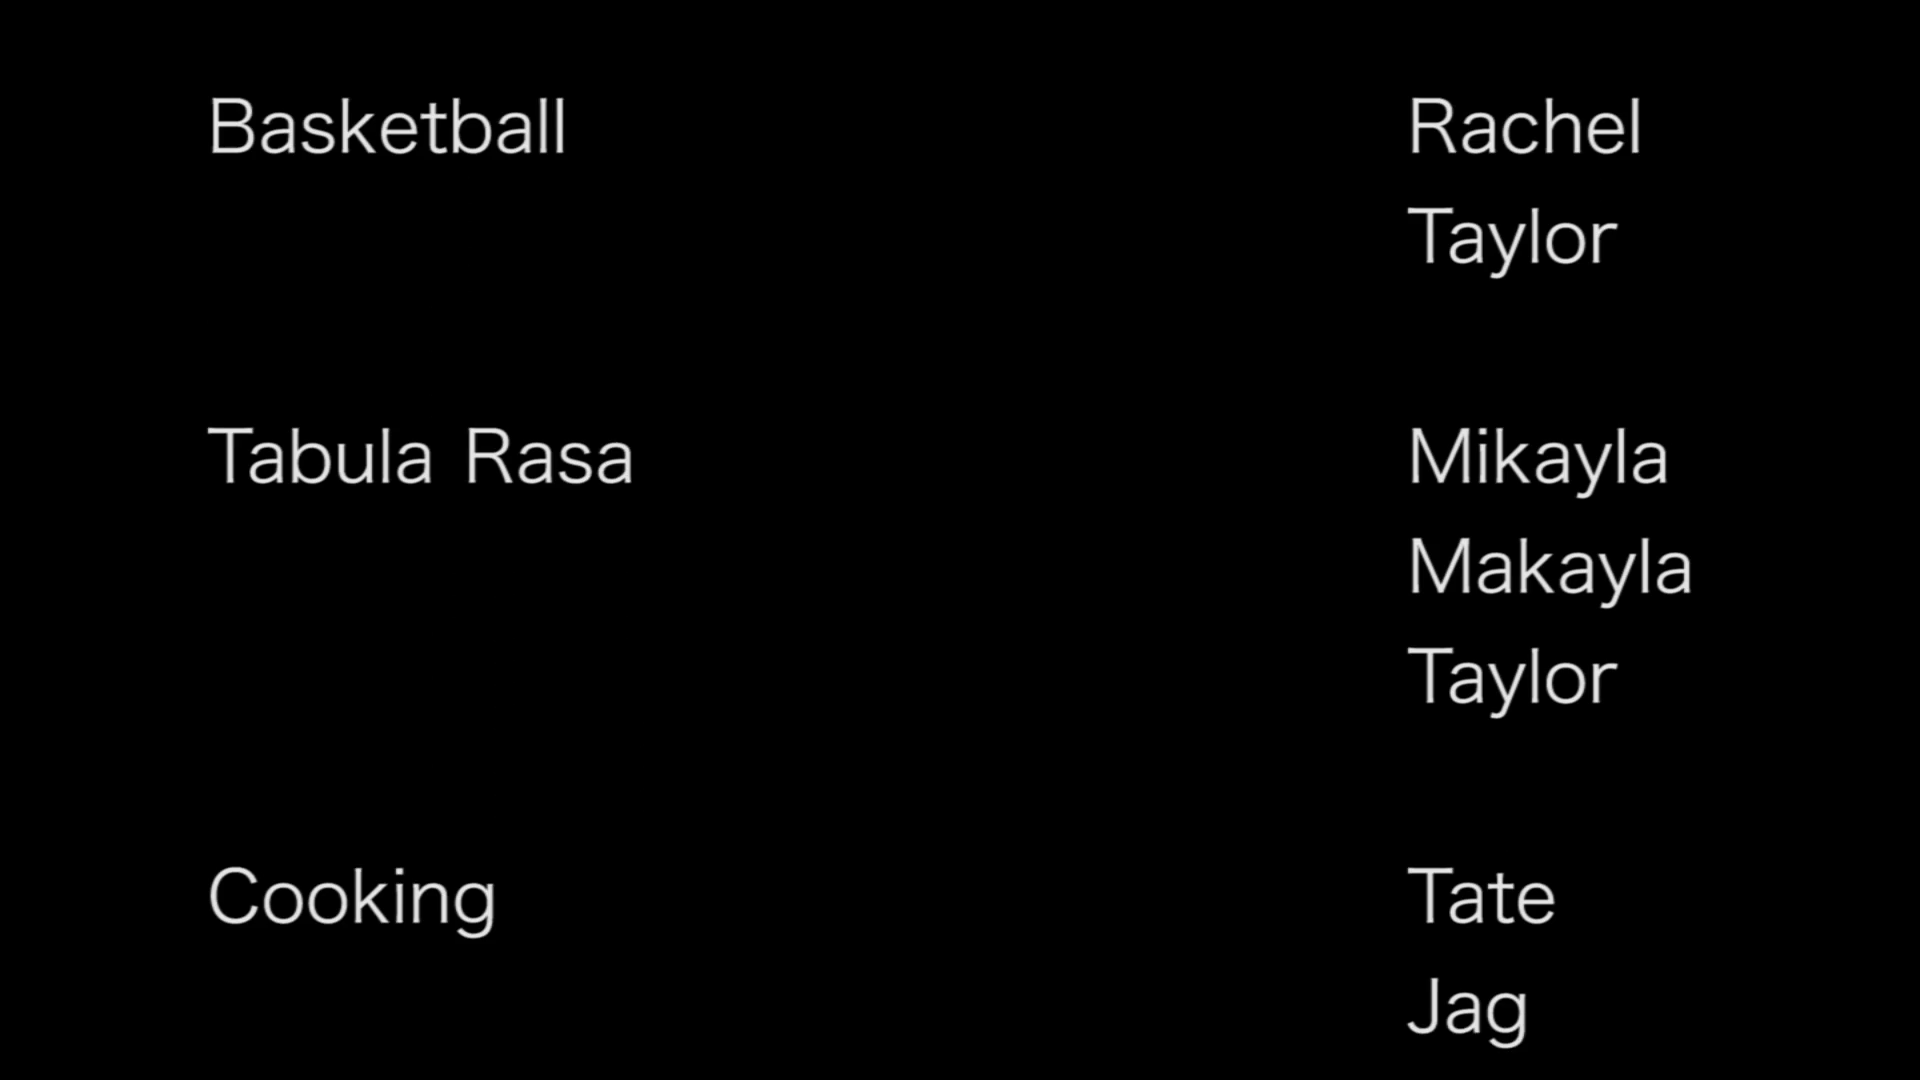 Basketball Rachel
Taylor
Tabula Rasa Mikayla
Makayla
Taylor
Cooking Tate
Jag